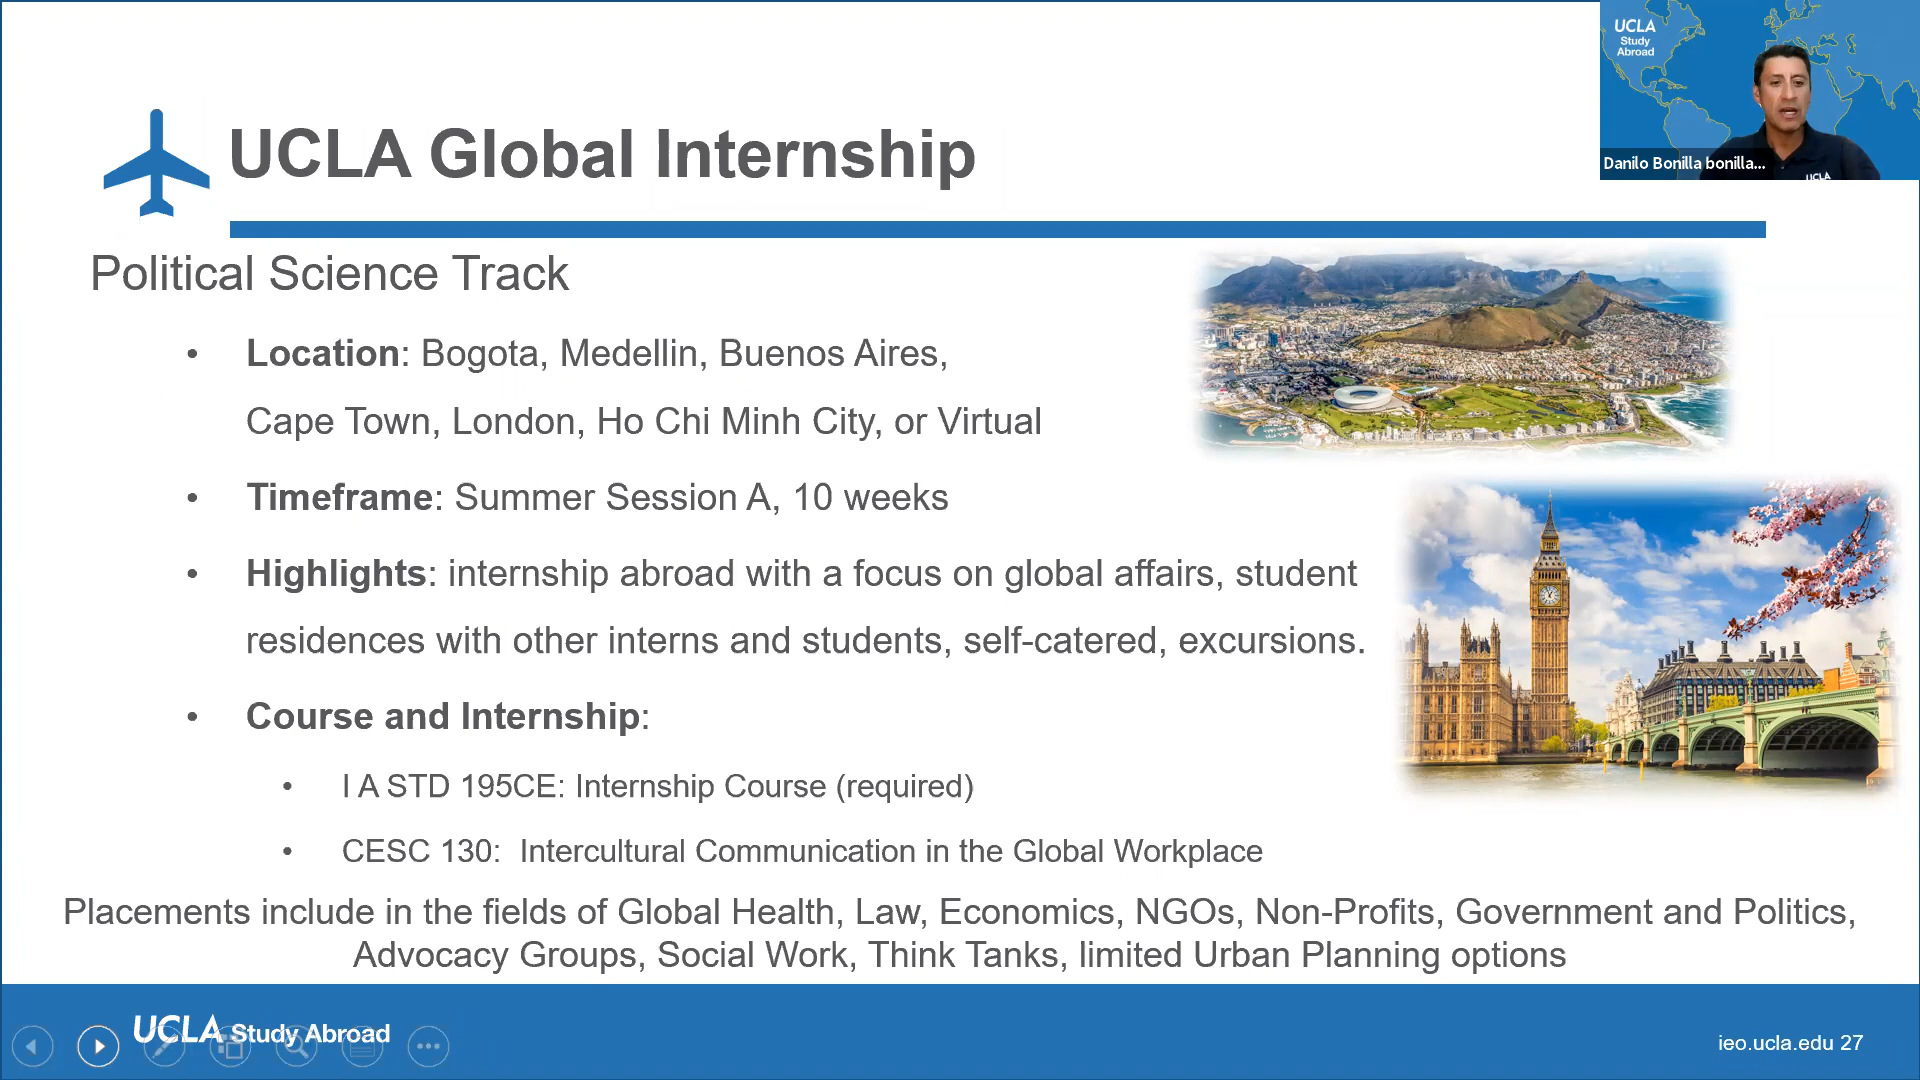 UCLA
Study
Abroad
Danilo Bonilla bonilla...
UCLA
UCLA Global Internship
Political Science Track
• Location: Bogota, Medellin, Buenos Aires,
Cape Town, London, Ho Chi Minh City, or Virtual
• Timeframe: Summer Session A, 10 weeks
• Highlights: internship abroad with a focus on global affairs, student
residences with other interns and students, self-catered, excursions.
• Course and Internship:
• I A STD 195CE: Internship Course (required)
• CESC 130:  Intercultural Communication in the Global Workplace
Placements include in the fields of Global Health, Law, Economics, NGOs, Non-Profits, Government and Politics,
Advocacy Groups, Social Work, Think Tanks, limited Urban Planning options
UCLA Study Abroad
ieo.ucla.edu 27